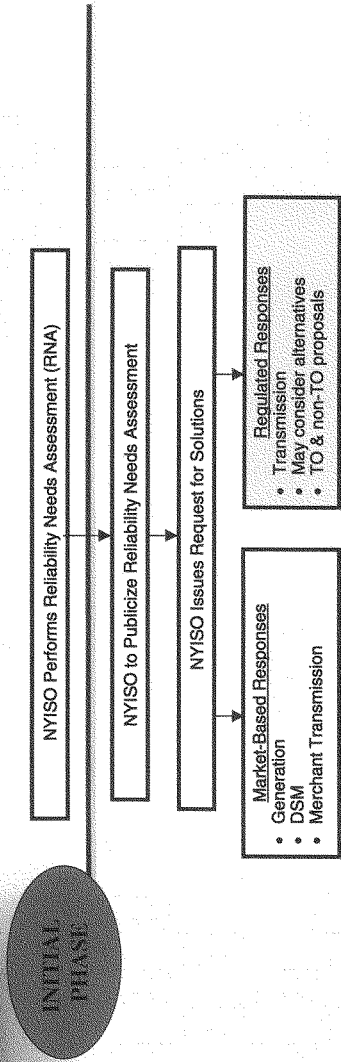 INITIAL
PHASE
NYISO Performs Reliability Needs Assessment (RNA)
NYISO to Publicize Reliability Needs Assessment
NYISO Issues Request for Solutions
Market-Based Responses
• Generation
• DSM
• Merchant Transmission
Regulated Responses
• Transmission
• May consider alternatives
• TO & non-TO proposals